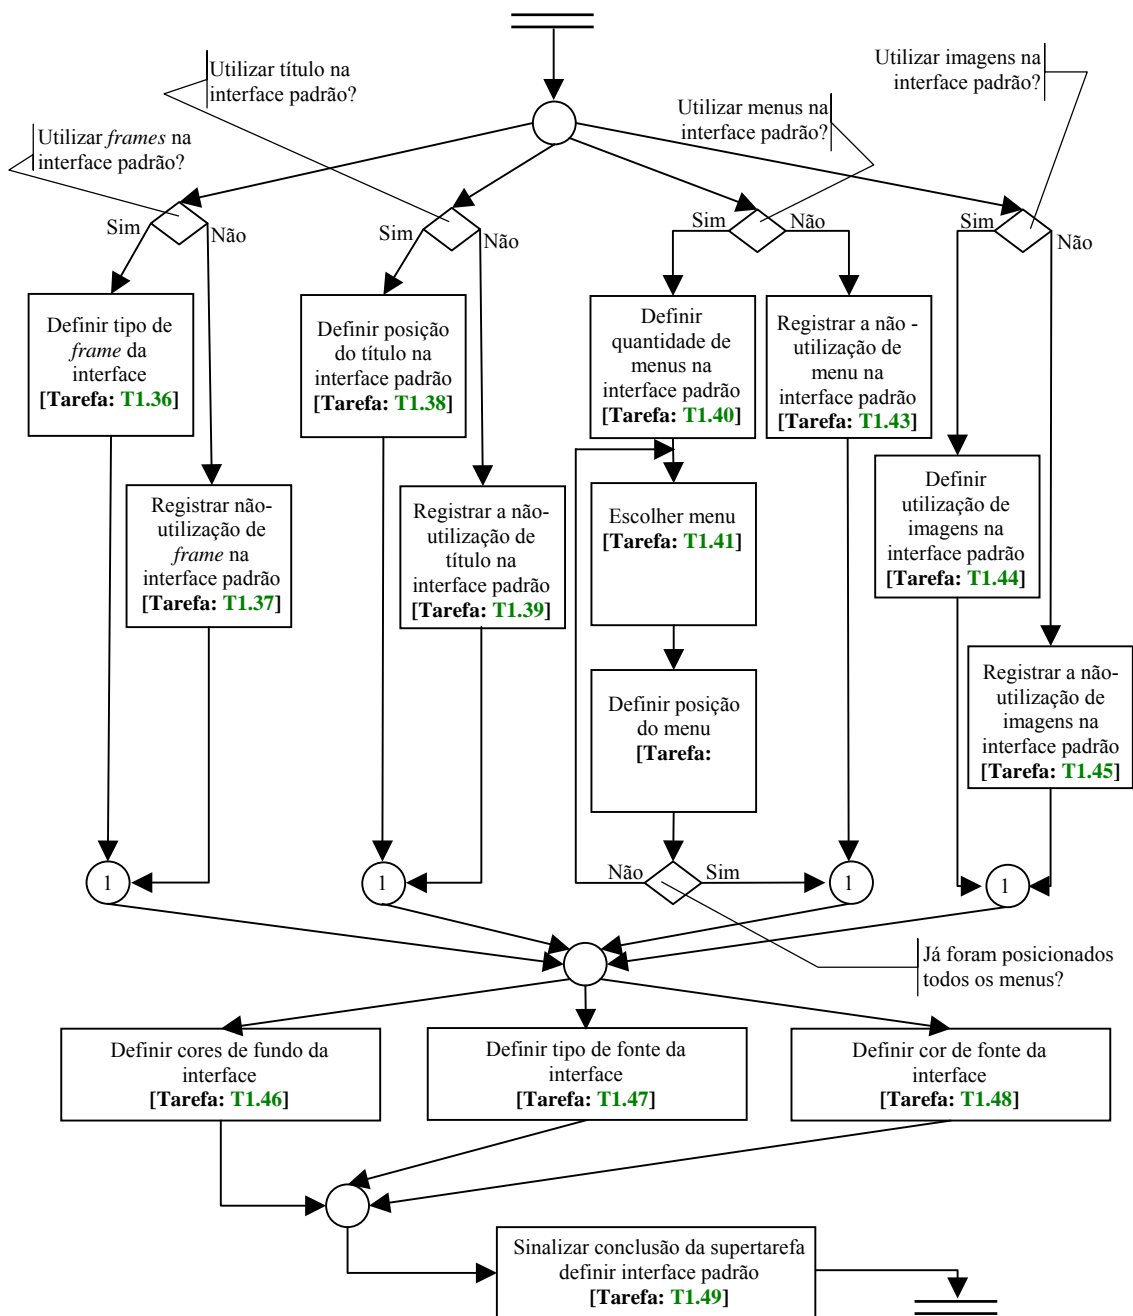 Utilizar título na
interface padrão?
Utilizar imagens na
interface padrão?
Utilizar menus na
interface padrão?
Utilizar frames na
interface padrão?
Sim
Não
Sim
Não
Sim
Não
Sim
Não
Definir tipo de
frame da
interface
[Tarefa: T1.36]
Definir posição
do título na
interface padrão
[Tarefa: T1.38]
Definir
quantidade de
menus na
interface padrão
[Tarefa: T1.40]
Registrar a não -
utilização de
menu na
interface padrão
[Tarefa: T1.43]
Definir
utilização de
imagens na
interface padrão
[Tarefa: T1.44]
Registrar não-
utilização de
frame na
interface padrão
[Tarefa: T1.37]
Registrar a não-
utilização de
título na
interface padrão
[Tarefa: T1.39]
Escolher menu
[Tarefa: T1.41]
Definir posição
do menu
[Tarefa:
Registrar a não-
utilização de
imagens na
interface padrão
[Tarefa: T1.45]
Não
Sim
1
1
1
1
Já foram posicionados
todos os menus?
Definir cores de fundo da
interface
[Tarefa: T1.46]
Definir tipo de fonte da
interface
[Tarefa: T1.47]
Definir cor de fonte da
interface
[Tarefa: T1.48]
Sinalizar conclusão da supertarefa
definir interface padrão
[Tarefa: T1.49]